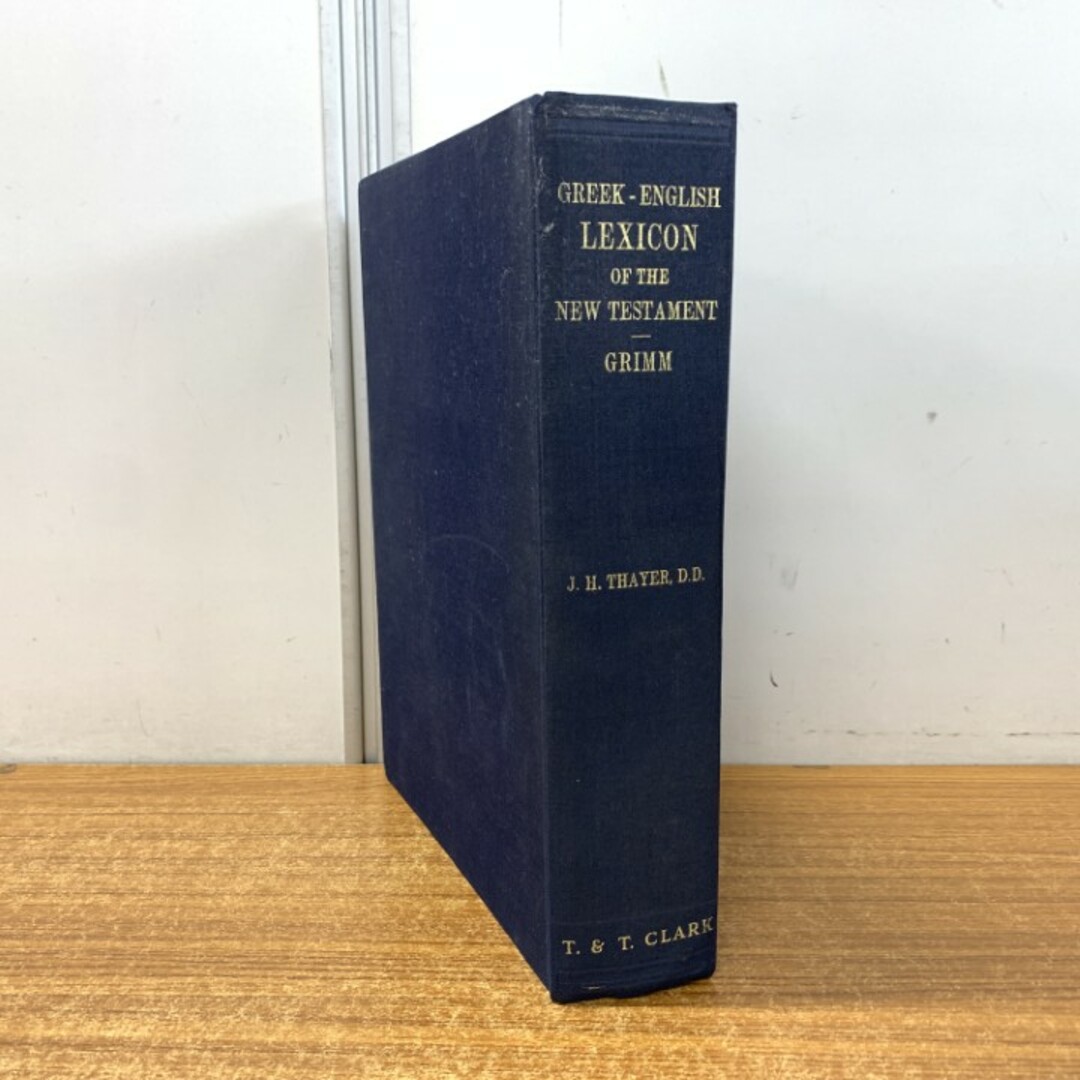 GREEK-ENGLISH
LEXICON
OF THE
NEW TESTAMENT
GRIMM
J. H. THAYER, D.D.
T. & T. CLARK